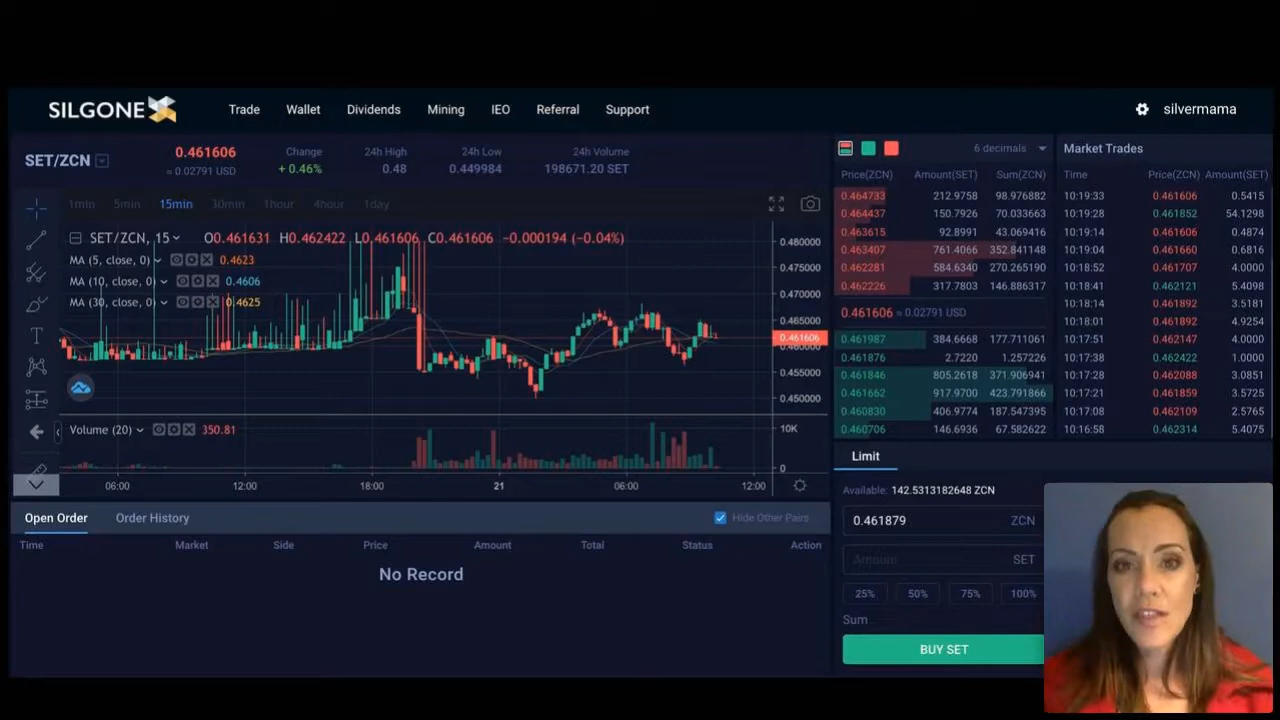 SILGONEX Trade Wallet Dividends Mining IEO Referral Support silvermama
SET/ZCN
0.461606
≈ 0.02791 USD
Change
+ 0.46%
24h High
0.48
24h Low
0.449984
24h Volume
198671.20 SET
1min 5min 15min 30min 1hour 4hour 1day
SET/ZCN, 15 O0.461631 H0.462422 L0.461606 C0.461606 -0.000194 (-0.04%)
MA (5, close, 0) 0.4623
MA (10, close, 0) 0.4606
MA (30, close, 0) 0.4625
0.480000
0.475000
0.470000
0.465000
0.461606
0.460000
0.455000
0.450000
Volume (20) 350.81
10K
0
06:00 12:00 18:00 21 06:00 12:00
Open Order Order History Hide Other Pairs
Time Market Side Price Amount Total Status Action
No Record
6 decimals
Price(ZCN) Amount(SET) Sum(ZCN)
0.464733 212.9758 98.976882
0.464437 150.7926 70.033663
0.463615 92.8991 43.069416
0.463407 761.4066 352.841148
0.462281 584.6340 270.265190
0.462226 317.7803 146.886317
0.461606 ≈ 0.02791 USD
0.461987 384.6668 177.711061
0.461876 2.7220 1.257226
0.461846 805.2618 371.906941
0.461662 917.9700 423.791866
0.460830 406.9774 187.547395
0.460706 146.6936 67.582622
Market Trades
Time Price(ZCN) Amount(SET)
10:19:33 0.461606 0.5415
10:19:28 0.461852 54.1298
10:19:14 0.461606 0.4874
10:19:04 0.461660 0.6816
10:18:52 0.461707 4.0000
10:18:41 0.462121 5.4098
10:18:14 0.461892 3.5181
10:18:01 0.461892 4.9254
10:17:51 0.462147 4.0000
10:17:38 0.462422 1.0000
10:17:28 0.462088 3.0851
10:17:21 0.461859 3.5725
10:17:08 0.462109 2.5765
10:16:58 0.462314 5.4075
Limit
Available: 142.5313182648 ZCN
0.461879 ZCN
Amount SET
25% 50% 75% 100%
Sum
BUY SET